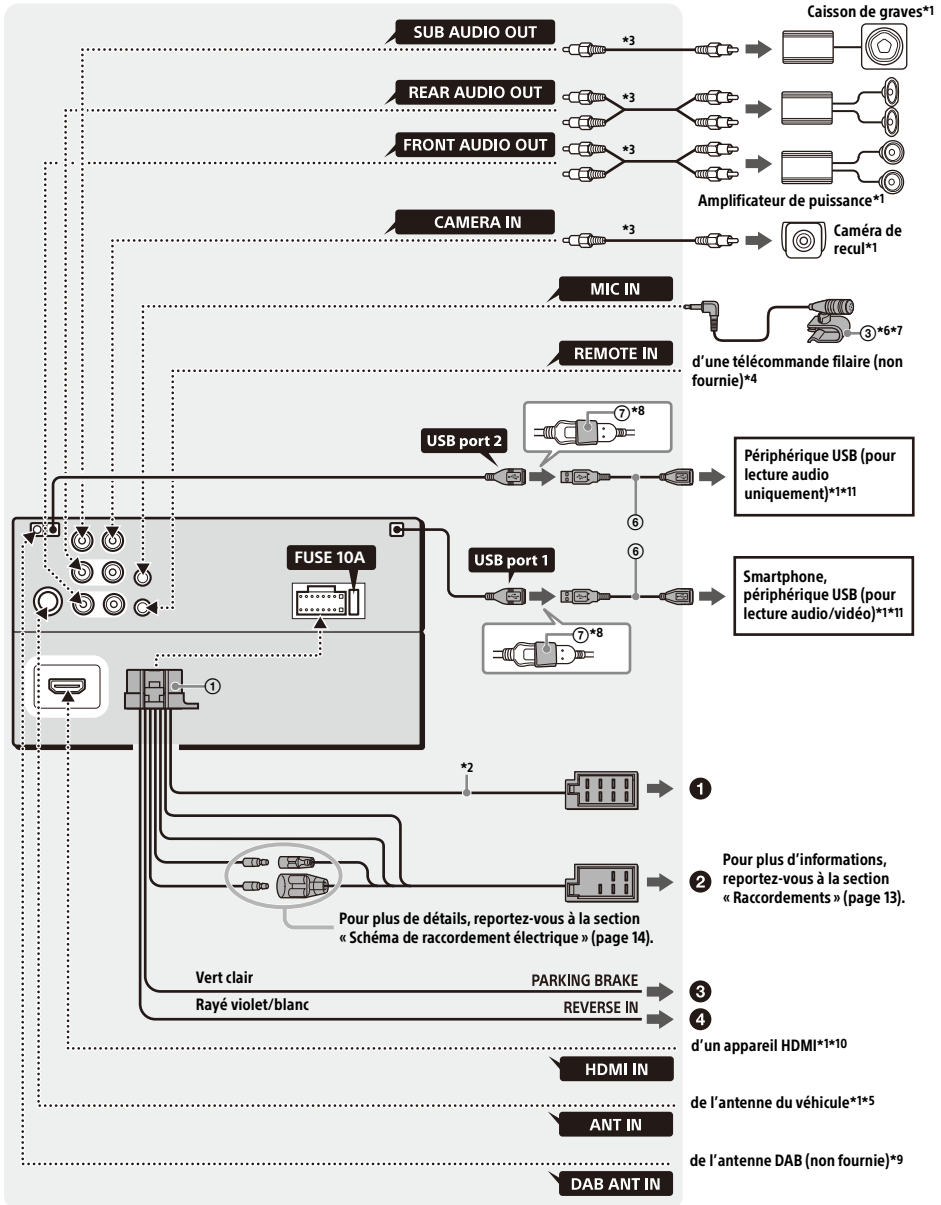 Caisson de graves*1
SUB AUDIO OUT
*3
REAR AUDIO OUT
*3
FRONT AUDIO OUT
*3
Amplificateur de puissance*1
CAMERA IN
*3
Caméra de
recul*1
MIC IN
③*6*7
REMOTE IN
d'une télécommande filaire (non
fournie)*4
⑦*8
USB port 2
Périphérique USB (pour
lecture audio
uniquement)*1*11
⑥
⑥
FUSE 10A
USB port 1
Smartphone,
périphérique USB (pour
lecture audio/vidéo)*1*11
⑦*8
①
*2
❶
❷
Pour plus d'informations,
reportez-vous à la section
« Raccordements » (page 13).
Pour plus de détails, reportez-vous à la section
« Schéma de raccordement électrique » (page 14).
Vert clair PARKING BRAKE ❸
Rayé violet/blanc REVERSE IN ❹
d'un appareil HDMI*1*10
HDMI IN
de l'antenne du véhicule*1*5
ANT IN
de l'antenne DAB (non fournie)*9
DAB ANT IN